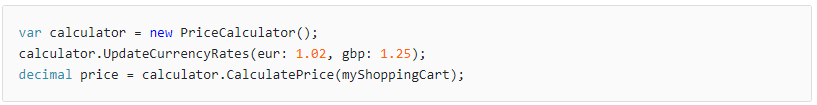 var calculator = new PriceCalculator();
calculator.UpdateCurrencyRates(eur: 1.02, gbp: 1.25);
decimal price = calculator.CalculatePrice(myShoppingCart);